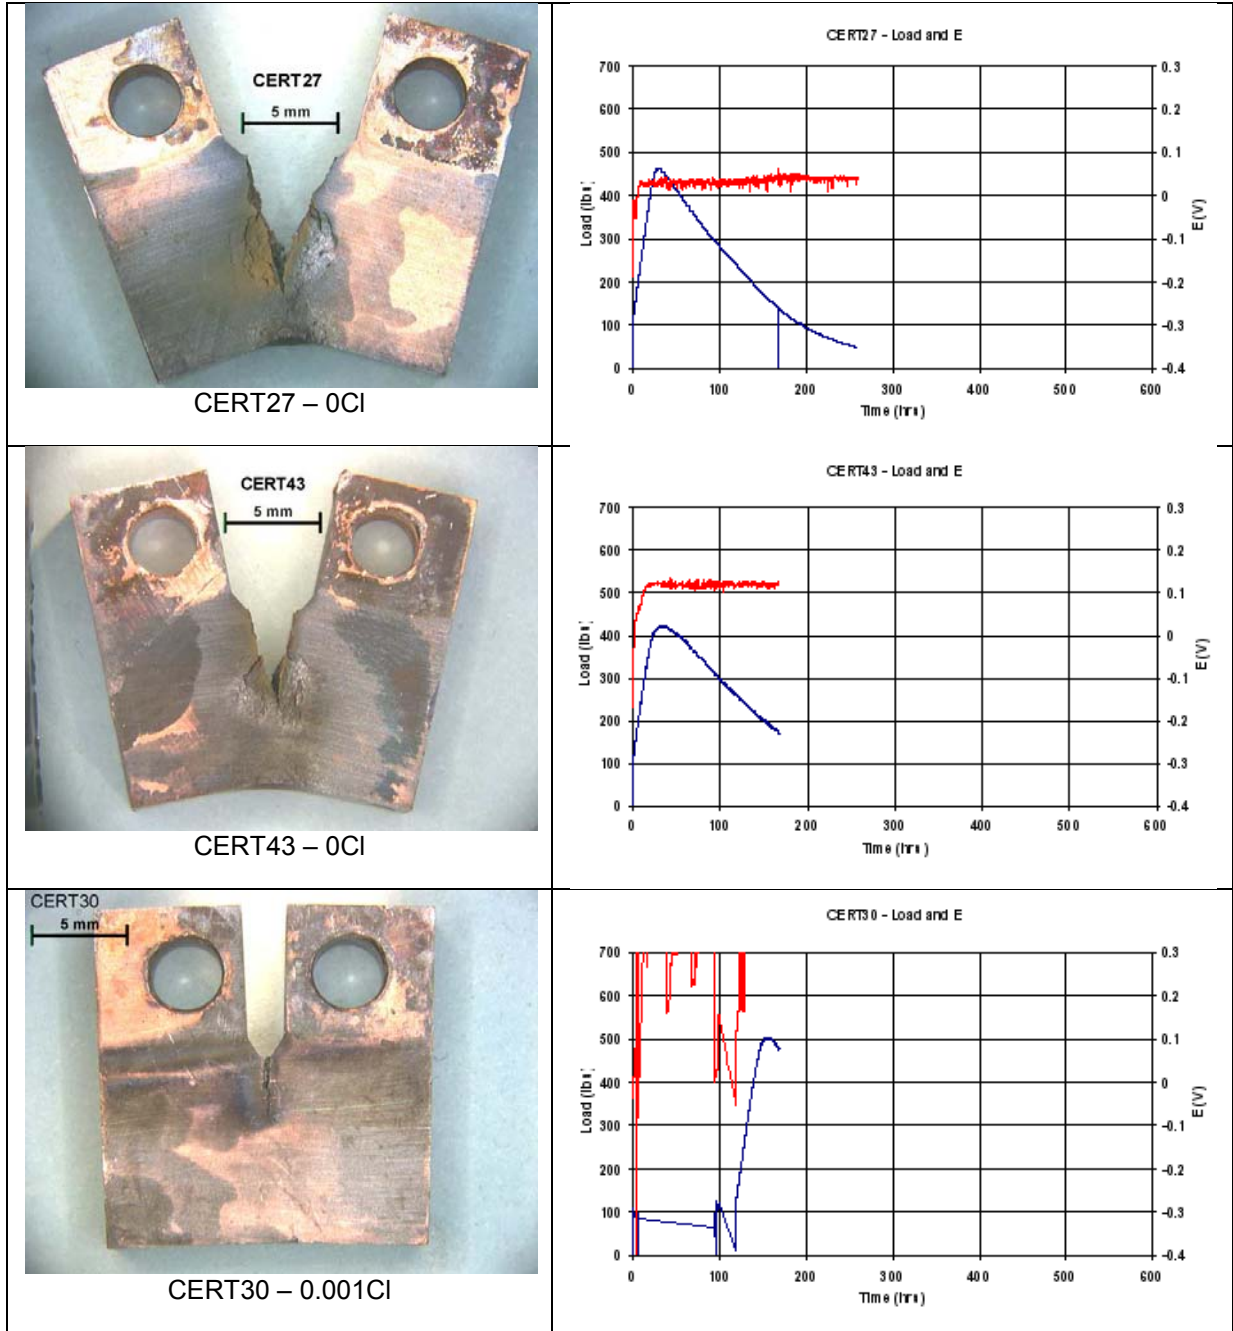 CERT27
5 mm
CERT27 – 0Cl
CERT27 - Load and E
700
600
500
400
300
200
100
0
Load (lbs)
0.3
0.2
0.1
0
-0.1
-0.2
-0.3
-0.4
E(V)
0 100 200 300 400 500 600
Time (hrs)
CERT43
5 mm
CERT43 – 0Cl
CERT43 - Load and E
700
600
500
400
300
200
100
0
Load (lbs)
0.3
0.2
0.1
0
-0.1
-0.2
-0.3
-0.4
E(V)
0 100 200 300 400 500 600
Time (hrs)
CERT30
5 mm
CERT30 – 0.001Cl
CERT30 - Load and E
700
600
500
400
300
200
100
0
Load (lbs)
0.3
0.2
0.1
0
-0.1
-0.2
-0.3
-0.4
E(V)
0 100 200 300 400 500 600
Time (hrs)